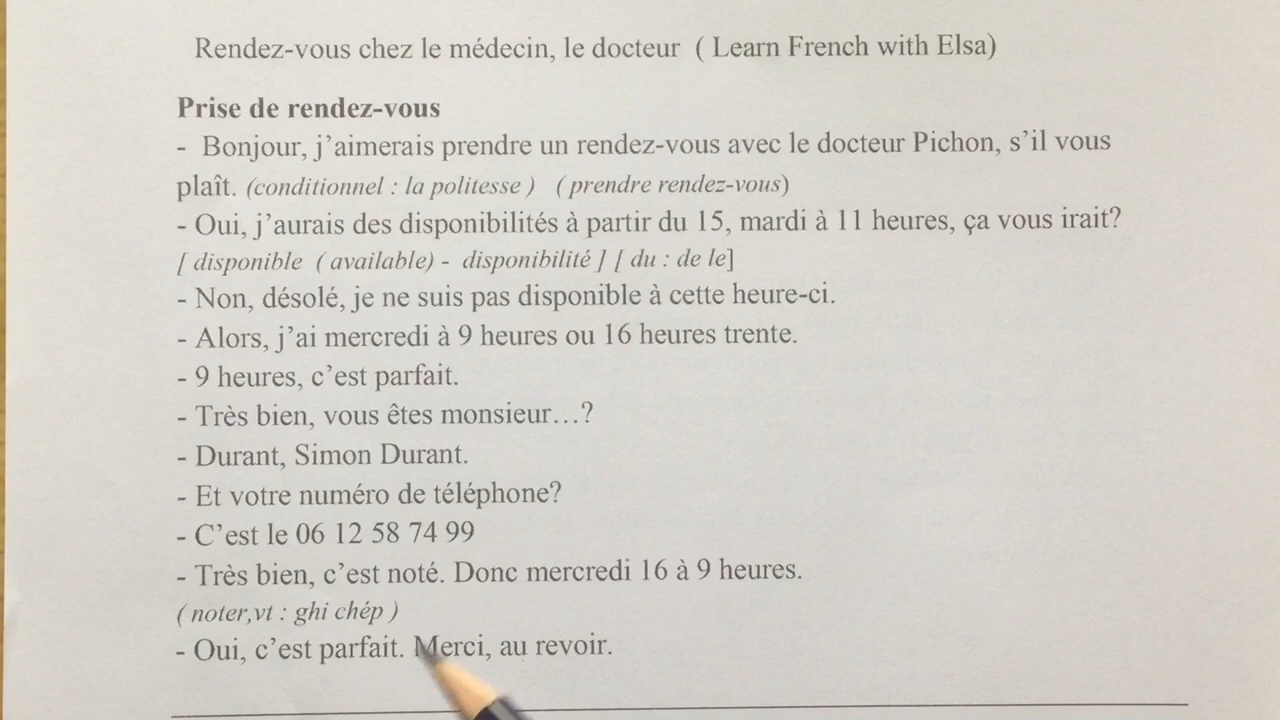 Rendez-vous chez le médecin, le docteur ( Learn French with Elsa)
Prise de rendez-vous
- Bonjour, j’aimerais prendre un rendez-vous avec le docteur Pichon, s’il vous
plaît. (conditionnel : la politesse ) ( prendre rendez-vous)
- Oui, j’aurais des disponibilités à partir du 15, mardi à 11 heures, ça vous irait?
[ disponible ( available) - disponibilité ] [ du : de le]
- Non, désolé, je ne suis pas disponible à cette heure-ci.
- Alors, j’ai mercredi à 9 heures ou 16 heures trente.
- 9 heures, c’est parfait.
- Très bien, vous êtes monsieur…?
- Durant, Simon Durant.
- Et votre numéro de téléphone?
- C’est le 06 12 58 74 99
- Très bien, c’est noté. Donc mercredi 16 à 9 heures.
( noter,vt : ghi chép )
- Oui, c’est parfait. Merci, au revoir.